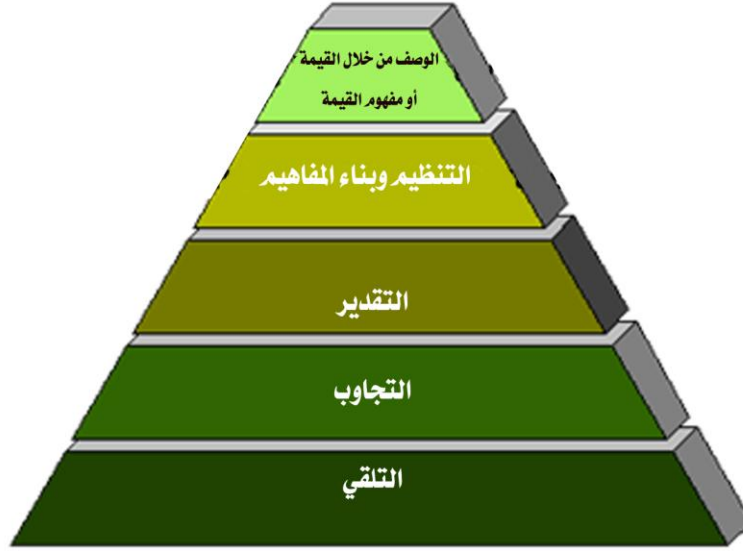 الوصف من خلال القيمة
أو مفهوم القيمة
التنظيم وبناء المفاهيم
التقدير
التجاوب
التلقي